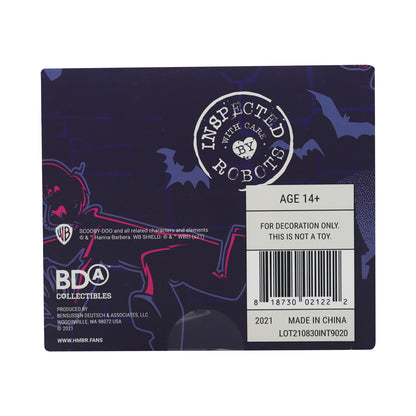 INSPECTED
WITH CARE
BY
ROBOTS
AGE 14+
FOR DECORATION ONLY.
THIS IS NOT A TOY.
8 18730 02122 2
2021 MADE IN CHINA
LOT210830INT9020
WB
SCOOBY-DOO and all related characters and elements
© & ™ Hanna-Barbera. WB SHIELD: © & ™ WBEI (s21)
BDA
COLLECTIBLES
PRODUCED BY
BENSUSSEN DEUTSCH & ASSOCIATES, LLC
WOODINVILLE, WA 98072 USA
© 2021
WWW.HMBR.FANS